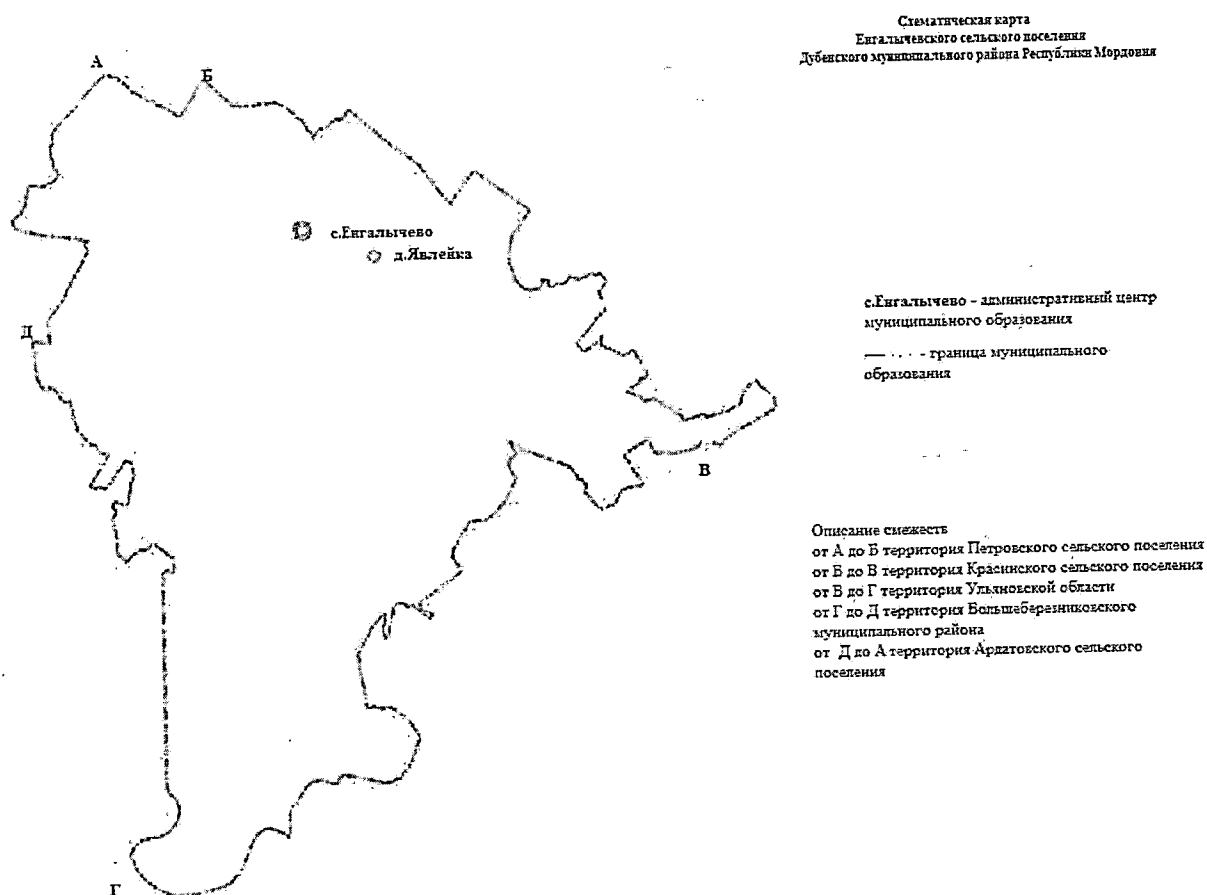 Схематическая карта
Енгалычевского сельского поселения
Дубенского муниципального района Республики Мордовия
А
Б
с.Енгалычево
д.Явлейка
Д
В
Г
с.Енгалычево - административный центр
муниципального образования
— · · · - граница муниципального
образования
Описание смежеств
от А до Б территория Петровского сельского поселения
от Б до В территория Красинского сельского поселения
от В до Г территория Ульяновской области
от Г до Д территория Большеберезниковского
муниципального района
от Д до А территория Ардатовского сельского
поселения